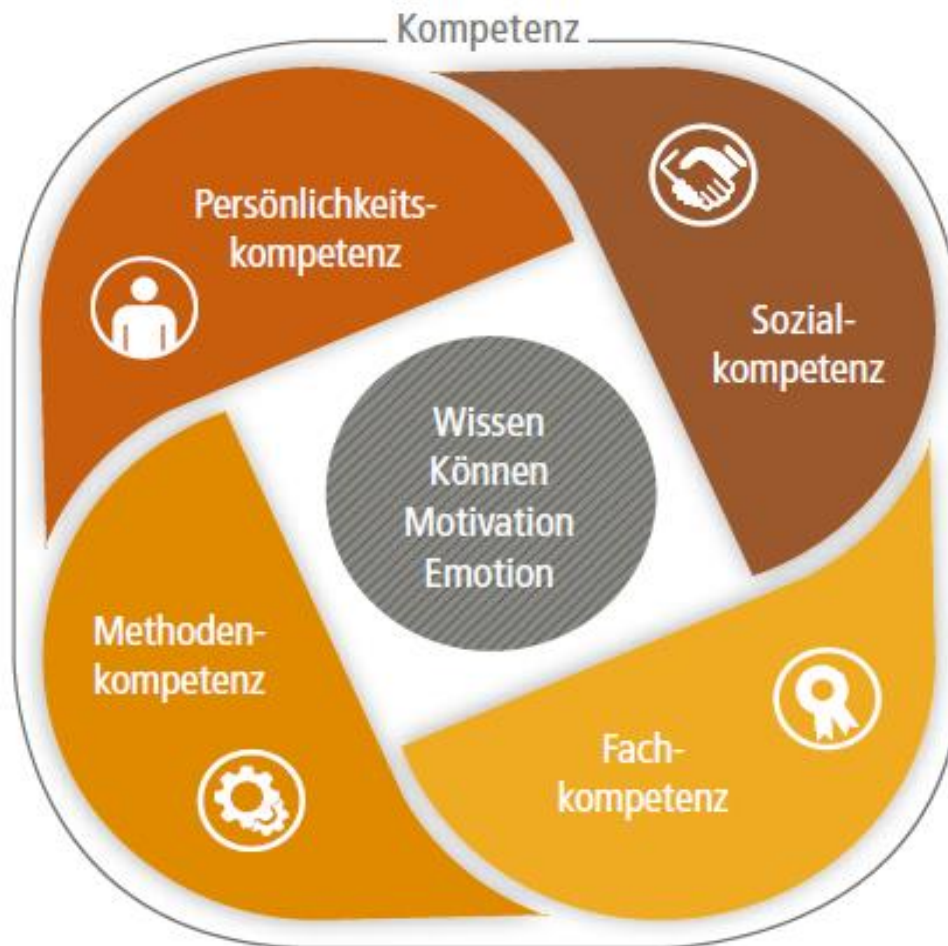 Kompetenz
Persönlichkeits-
kompetenz
Sozial-
kompetenz
Wissen
Können
Motivation
Emotion
Methoden-
kompetenz
Fach-
kompetenz